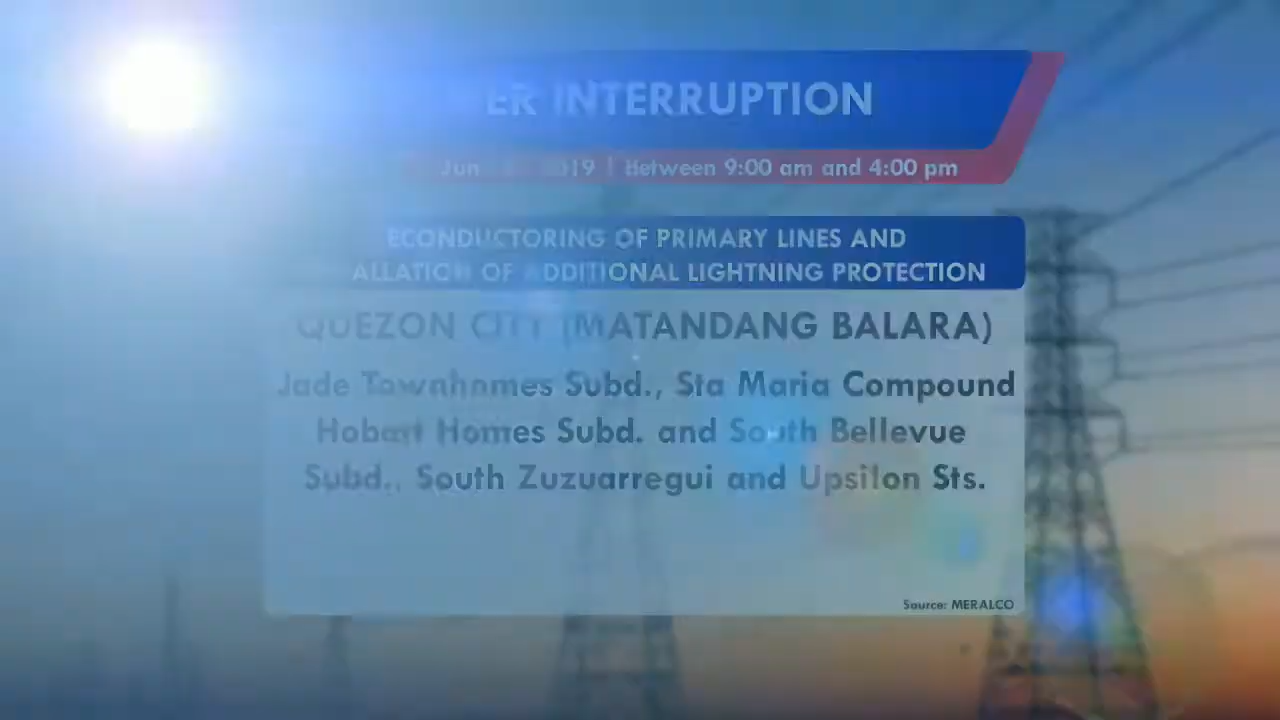 ER INTERRUPTION
2019 | Between 9:00 am and 4:00 pm
ECONDUCTORING OF PRIMARY LINES AND
ALLATION OF ADDITIONAL LIGHTNING PROTECTION
QUEZON CITY (MATANDANG BALARA)
Jade Townhomes Subd., Sta Maria Compound
Hobart Homes Subd. and South Bellevue
Subd., South Zuzuarregui and Upsilon Sts.
Source: MERALCO